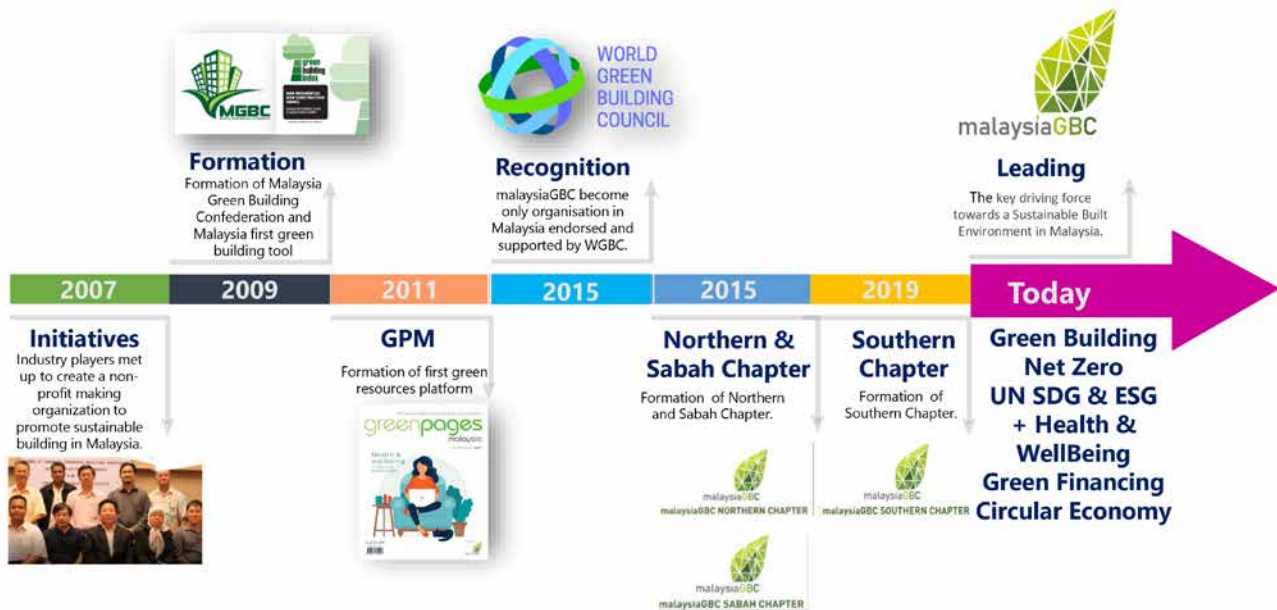 MGBC
green
building
index
WORLD
GREEN
BUILDING
COUNCIL
malaysiaGBC
Formation
Formation of Malaysia
Green Building
Confederation and
Malaysia first green
building tool
Recognition
malaysiaGBC become
only organisation in
Malaysia endorsed and
supported by WGBC.
Leading
The key driving force
towards a Sustainable Built
Environment in Malaysia.
2007
2009
2011
2015
2015
2019
Today
Initiatives
Industry players met
up to create a non-
profit making
organization to
promote sustainable
building in Malaysia.
GPM
Formation of first green
resources platform
greenpages
malaysia
Northern &
Sabah Chapter
Formation of Northern
and Sabah Chapter.
malaysiaGBC
malaysiaGBC NORTHERN CHAPTER
malaysiaGBC
malaysiaGBC SABAH CHAPTER
Southern
Chapter
Formation of
Southern Chapter.
malaysiaGBC
malaysiaGBC SOUTHERN CHAPTER
Green Building
Net Zero
UN SDG & ESG
+ Health &
WellBeing
Green Financing
Circular Economy